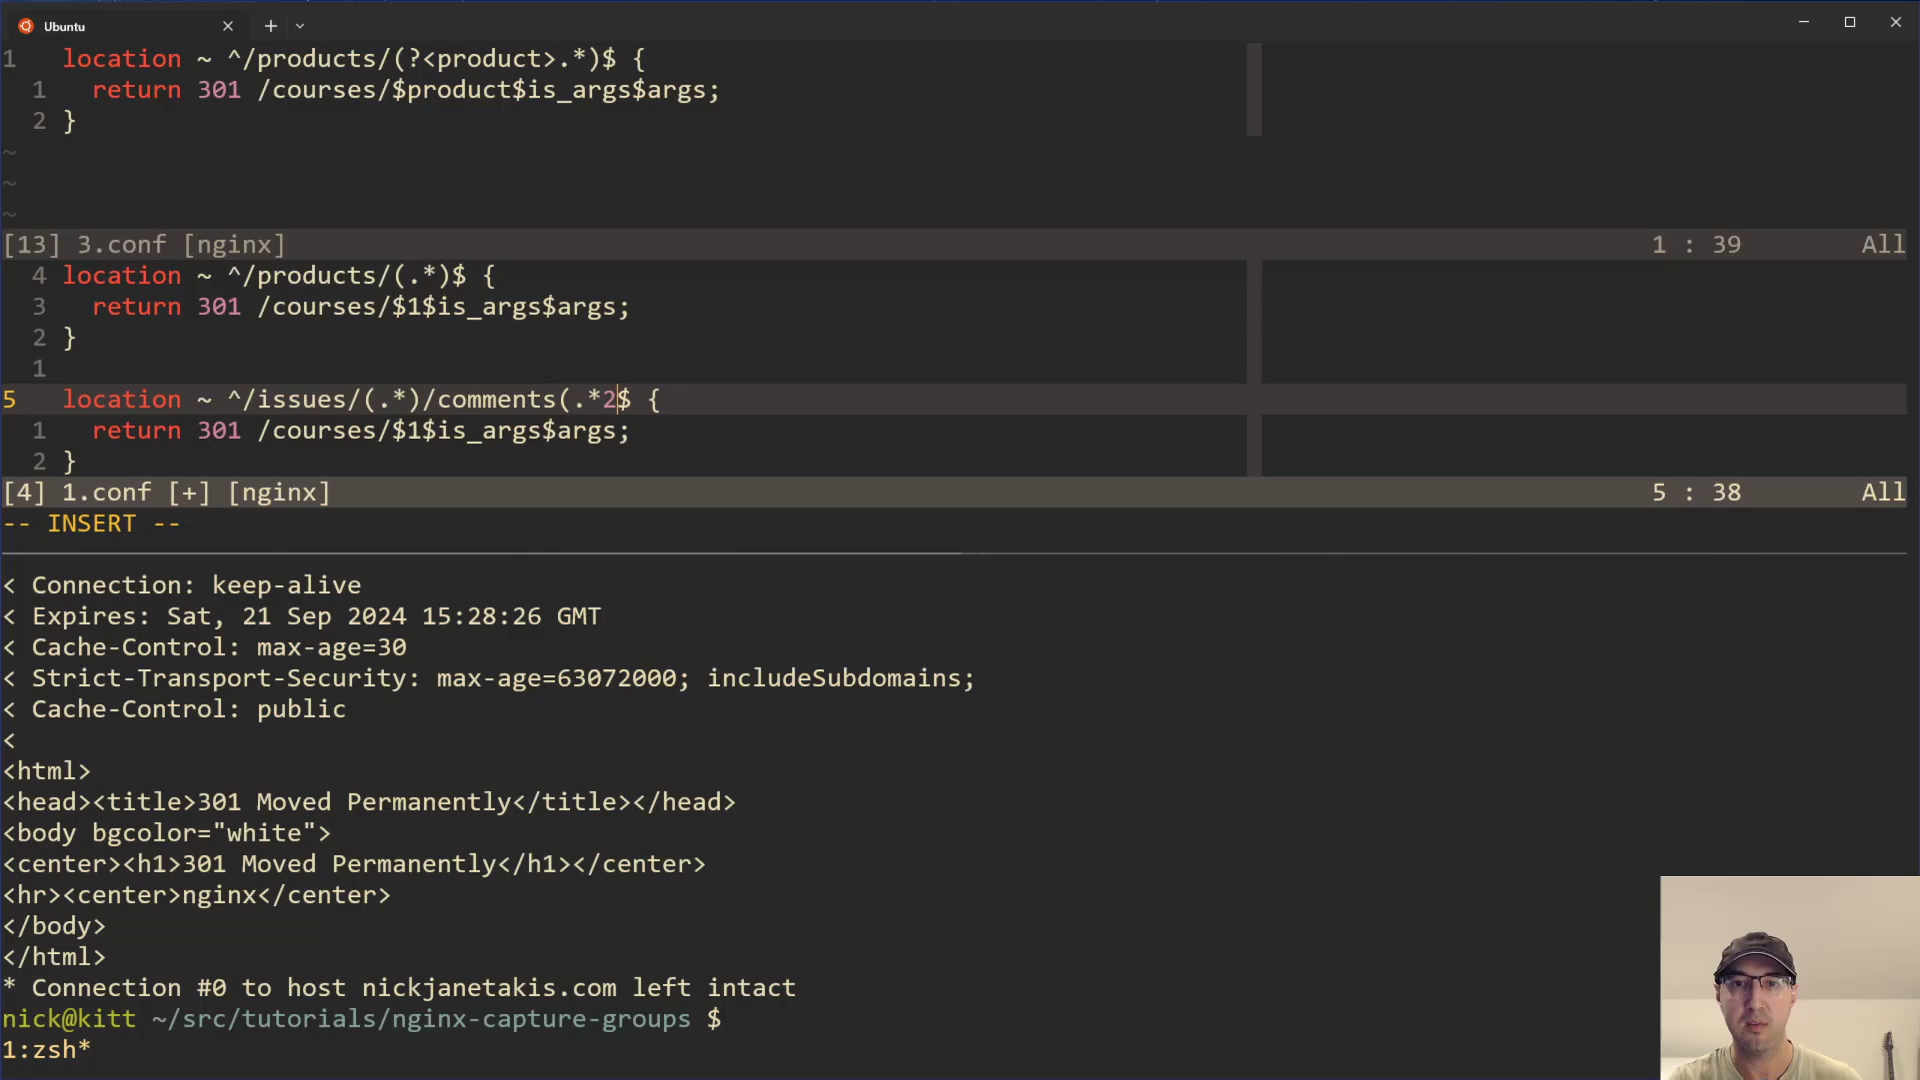 Ubuntu
1 location ~ ^/products/(?<product>.*)$ {
1 return 301 /courses/$product$is_args$args;
2 }
~
~
~
[13] 3.conf [nginx] 1 : 39 All
4 location ~ ^/products/(.*)$ {
3 return 301 /courses/$1$is_args$args;
2 }
1
5 location ~ ^/issues/(.*)/comments(.*2$ {
1 return 301 /courses/$1$is_args$args;
2 }
[4] 1.conf [+] [nginx] 5 : 38 All
-- INSERT --
< Connection: keep-alive
< Expires: Sat, 21 Sep 2024 15:28:26 GMT
< Cache-Control: max-age=30
< Strict-Transport-Security: max-age=63072000; includeSubdomains;
< Cache-Control: public
<
<html>
<head><title>301 Moved Permanently</title></head>
<body bgcolor="white">
<center><h1>301 Moved Permanently</h1></center>
<hr><center>nginx</center>
</body>
</html>
* Connection #0 to host nickjanetakis.com left intact
nick@kitt ~/src/tutorials/nginx-capture-groups $
1:zsh*